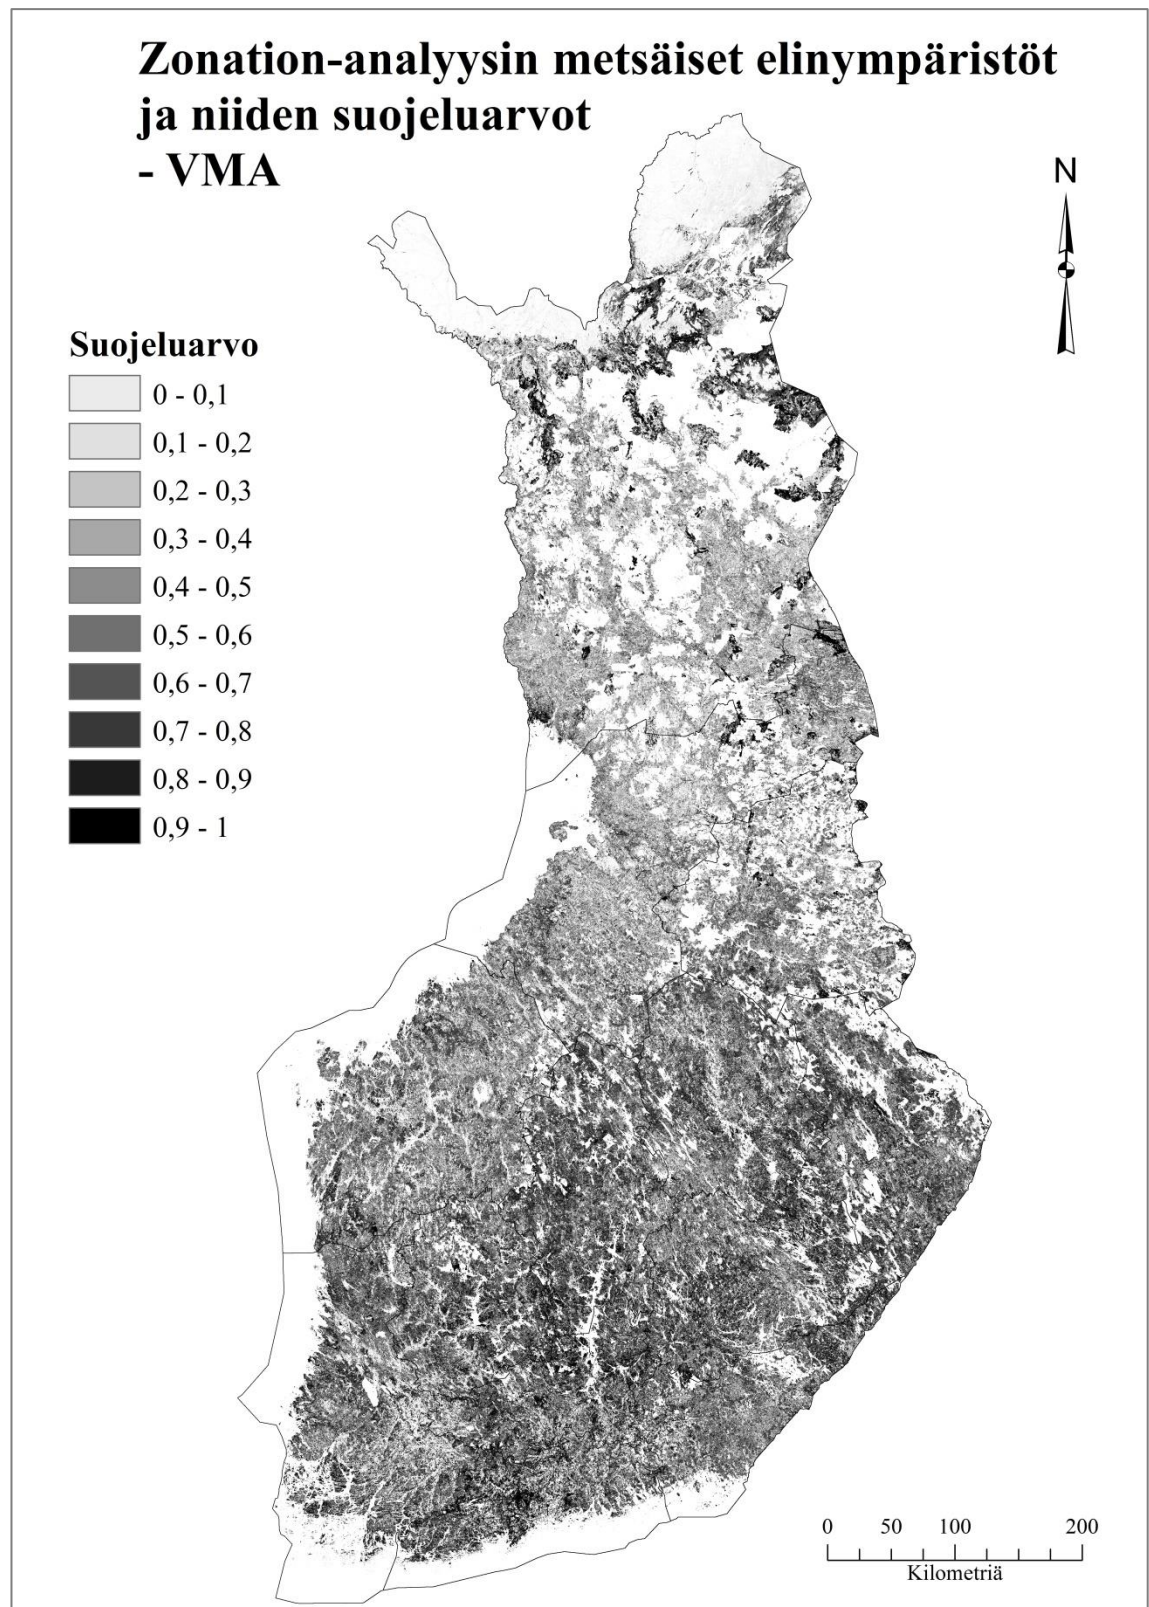 Zonation-analyysin metsäiset elinympäristöt
ja niiden suojeluarvot
- VMA
N
Suojeluarvo
0 - 0,1
0,1 - 0,2
0,2 - 0,3
0,3 - 0,4
0,4 - 0,5
0,5 - 0,6
0,6 - 0,7
0,7 - 0,8
0,8 - 0,9
0,9 - 1
0 50 100 200
Kilometriä